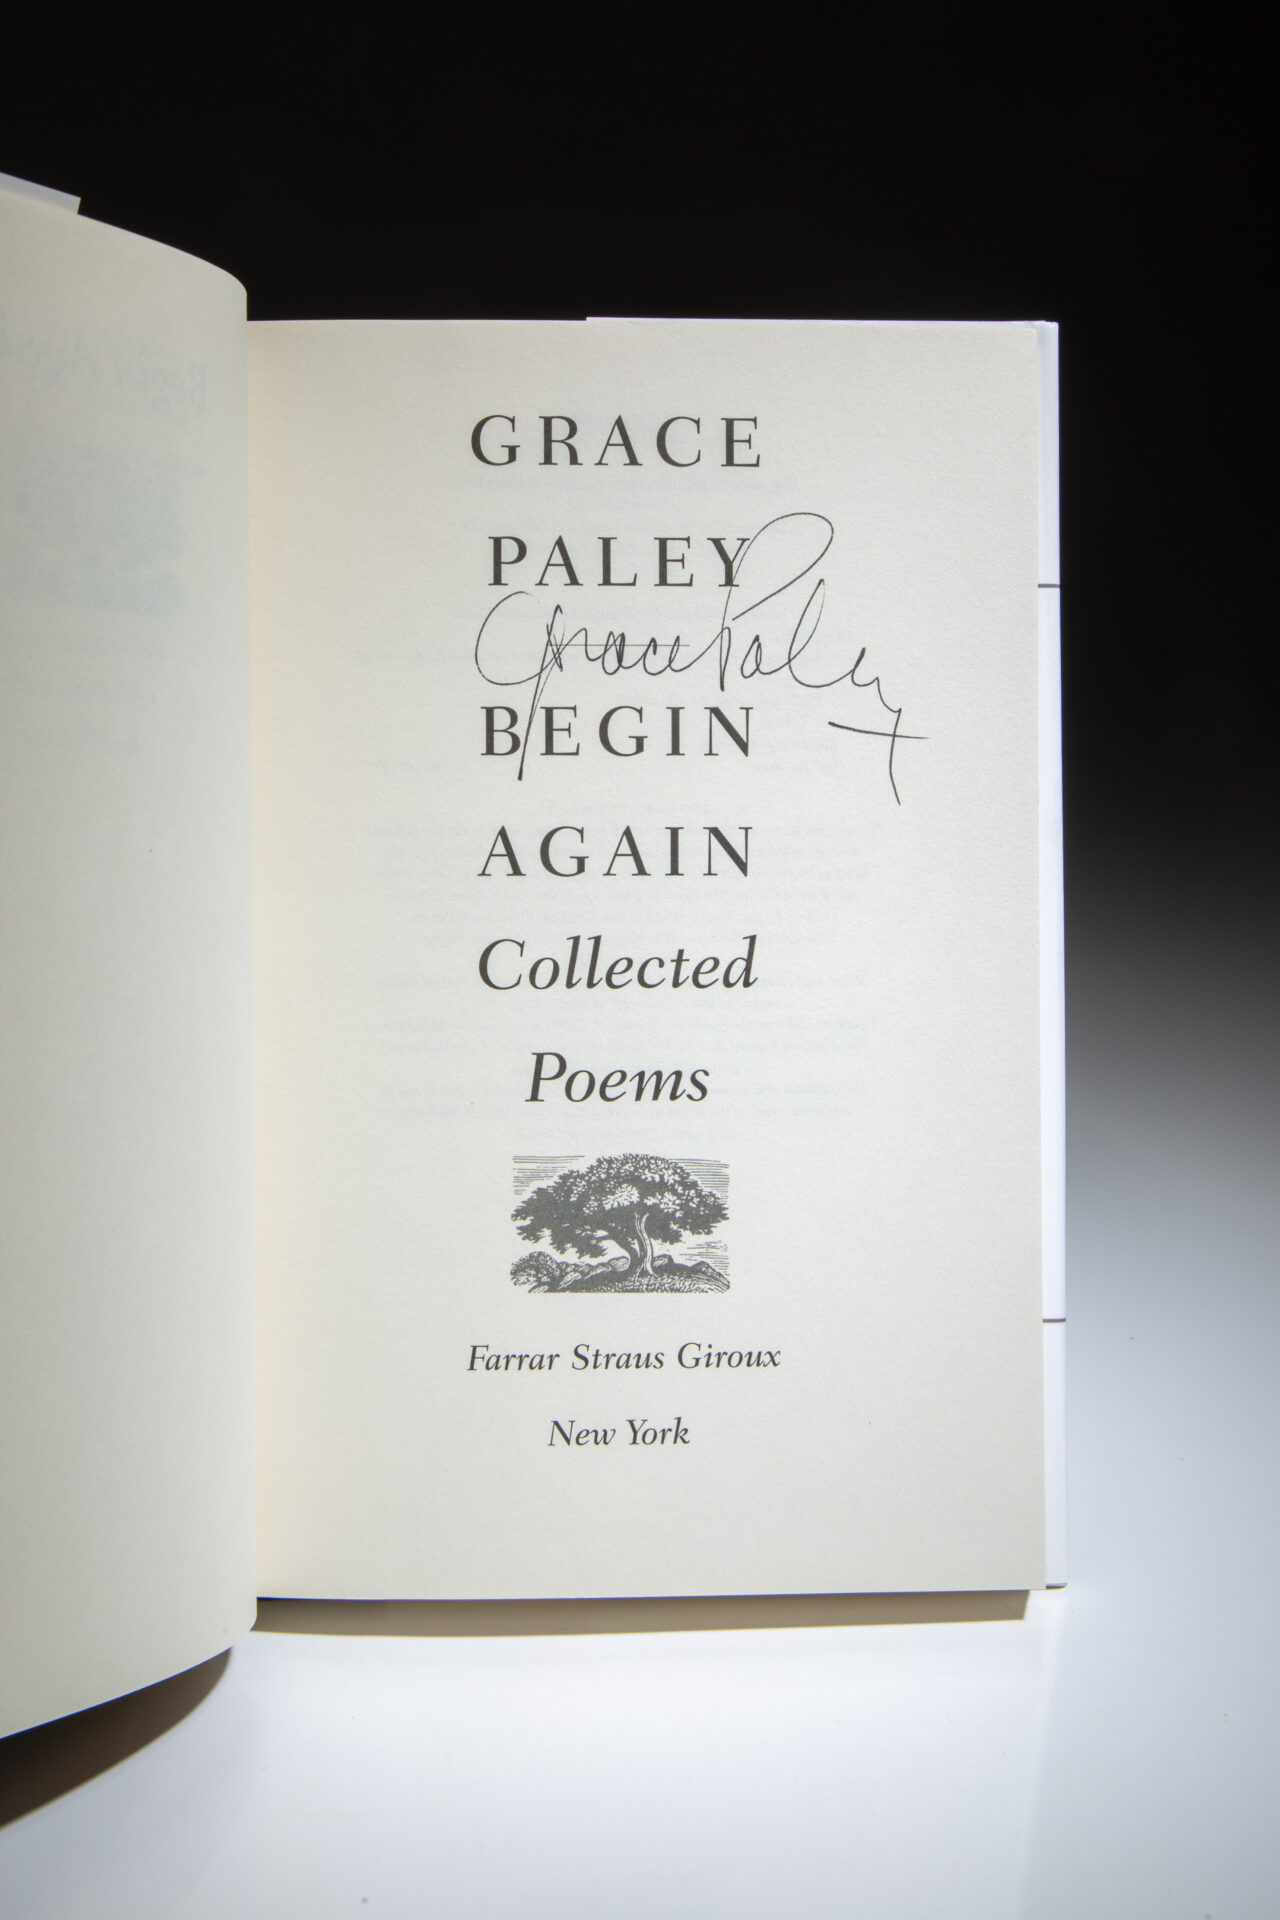 GRACE
PALEY
Grace Paley
BEGIN
AGAIN
Collected
Poems
Farrar Straus Giroux
New York